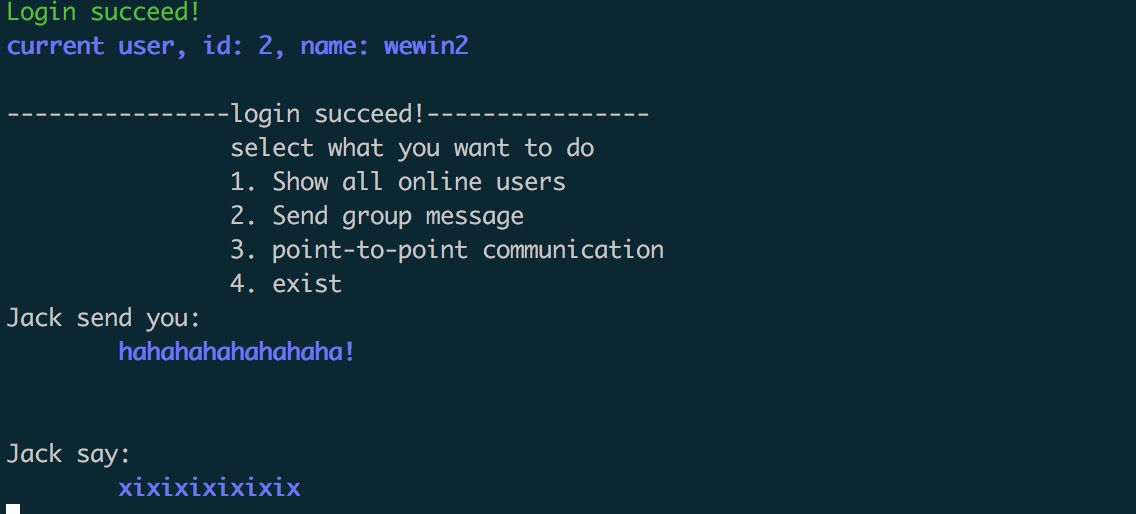 Login succeed!
current user, id: 2, name: wewin2
----------------login succeed!----------------
select what you want to do
1. Show all online users
2. Send group message
3. point-to-point communication
4. exist
Jack send you:
hahahahahahahaha!
Jack say:
xixixixixixix